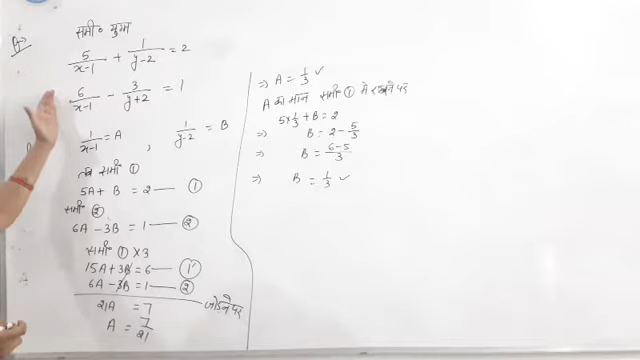 समी० युग्म
5/(x-1) + 1/(y-2) = 2
6/(x-1) - 3/(y+2) = 1
1/(x-1) = A , 1/(y-2) = B
तब समी० ①
5A + B = 2 — ①
समी० ②
6A - 3B = 1 — ②
समी० ① × 3
15A + 3B = 6 — ①'
6A - 3B = 1 — ②
21A = 7 जोड़ने पर
A = 7/21
⇒ A = 1/3 ✓
A का मान समी० ① में रखने पर
5 × 1/3 + B = 2
⇒ B = 2 - 5/3
⇒ B = (6-5)/3
⇒ B = 1/3 ✓